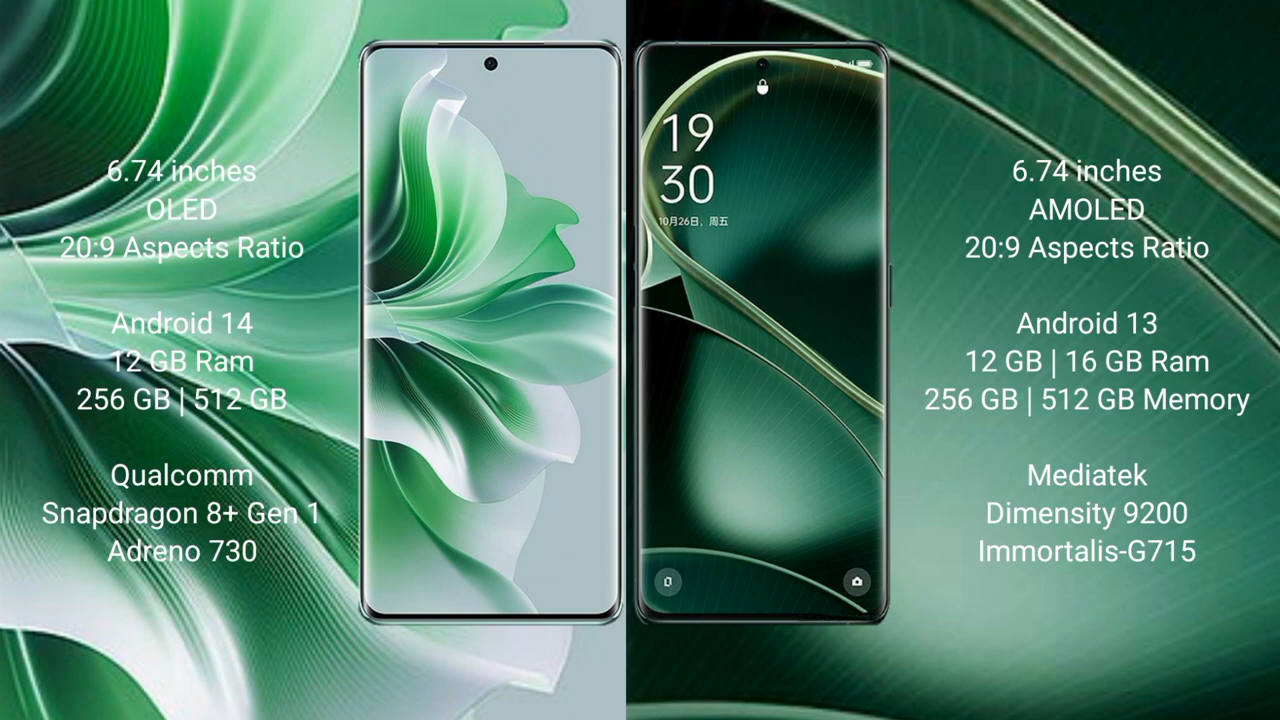 6.74 inches
OLED
20:9 Aspects Ratio
Android 14
12 GB Ram
256 GB | 512 GB
Qualcomm
Snapdragon 8+ Gen 1
Adreno 730
19
30
10月26日，周五
6.74 inches
AMOLED
20:9 Aspects Ratio
Android 13
12 GB | 16 GB Ram
256 GB | 512 GB Memory
Mediatek
Dimensity 9200
Immortalis-G715